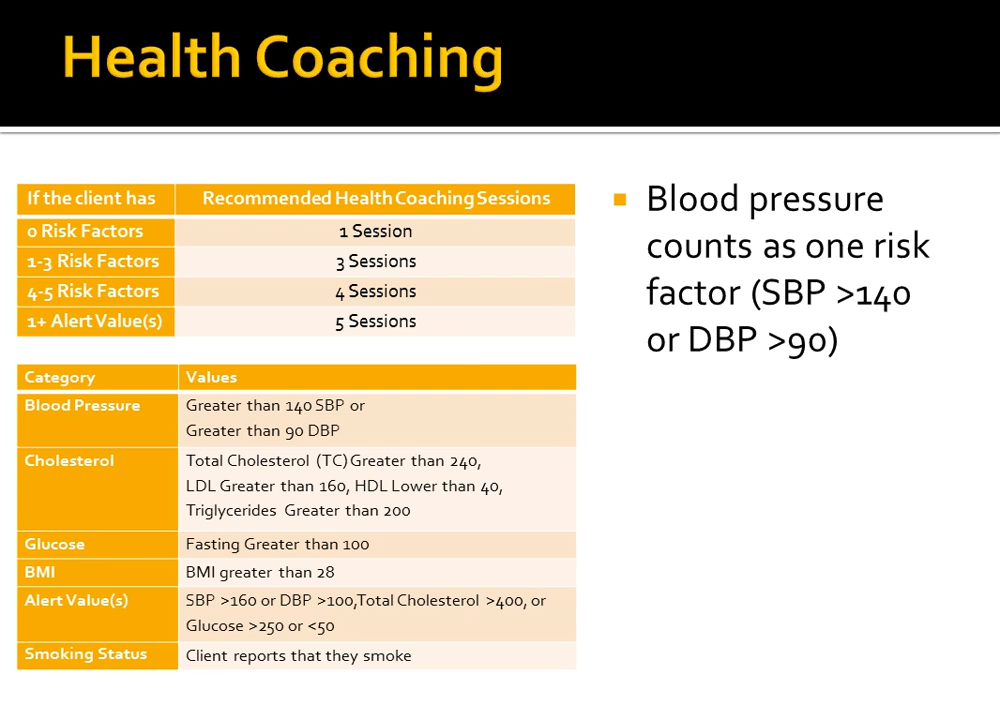 Health Coaching
If the client has Recommended Health Coaching Sessions
0 Risk Factors 1 Session
1-3 Risk Factors 3 Sessions
4-5 Risk Factors 4 Sessions
1+ Alert Value(s) 5 Sessions
Category Values
Blood Pressure Greater than 140 SBP or
Greater than 90 DBP
Cholesterol Total Cholesterol (TC) Greater than 240,
LDL Greater than 160, HDL Lower than 40,
Triglycerides Greater than 200
Glucose Fasting Greater than 100
BMI BMI greater than 28
Alert Value(s) SBP >160 or DBP >100,Total Cholesterol >400, or
Glucose >250 or <50
Smoking Status Client reports that they smoke
Blood pressure
counts as one risk
factor (SBP >140
or DBP >90)